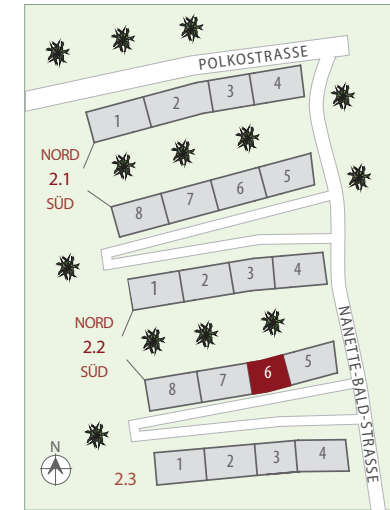 POLKOSTRASSE
1 2 3 4
NORD
2.1
SÜD
8 7 6 5
1 2 3 4
NORD
2.2
SÜD
8 7 6 5
NANETTE-BALD-STRASSE
N
2.3
1 2 3 4